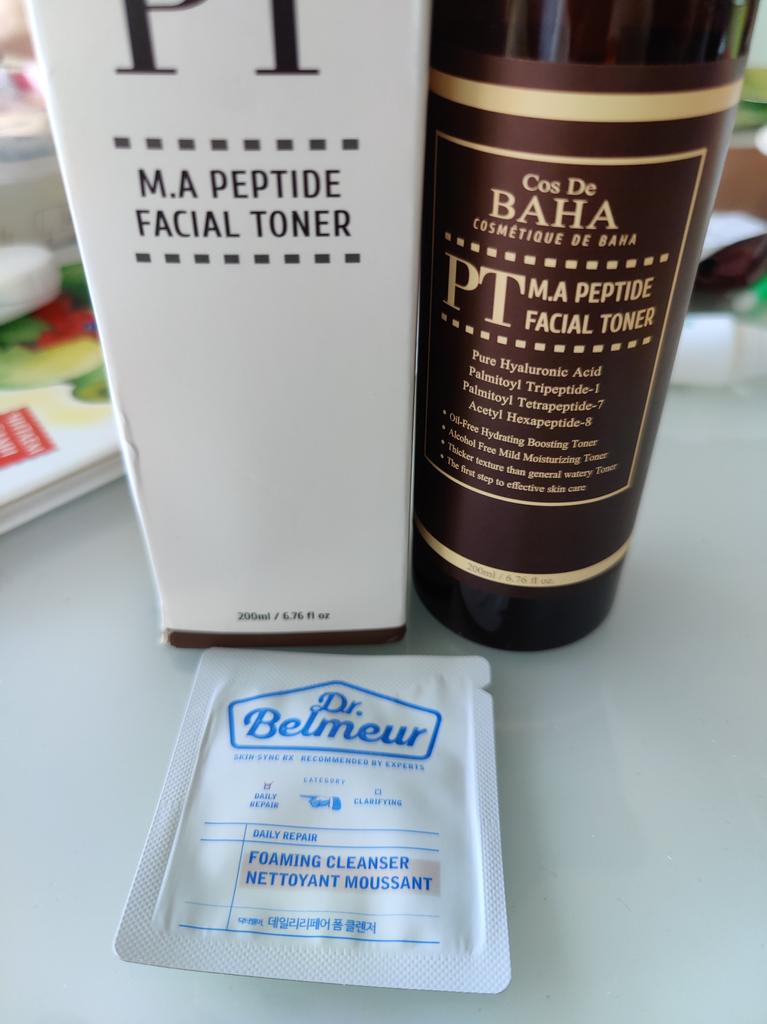 PT
M.A PEPTIDE
FACIAL TONER
200ml / 6.76 fl oz
Cos De
BAHA
COSMÉTIQUE DE BAHA
PT M.A PEPTIDE
FACIAL TONER
Pure Hyaluronic Acid
Palmitoyl Tripeptide-1
Palmitoyl Tetrapeptide-7
Acetyl Hexapeptide-8
• Oil-Free Hydrating Boosting Toner
• Alcohol Free Mild Moisturizing Toner
• Thicker texture than general watery Toner
• The first step to effective skin care
200ml / 6.76 fl oz.
Dr.
Belmeur
SKIN-SYNC RX RECOMMENDED BY EXPERTS
CATEGORY
DAILY
REPAIR
CLARIFYING
DAILY REPAIR
FOAMING CLEANSER
NETTOYANT MOUSSANT
닥터벨머 데일리리페어 폼 클렌저